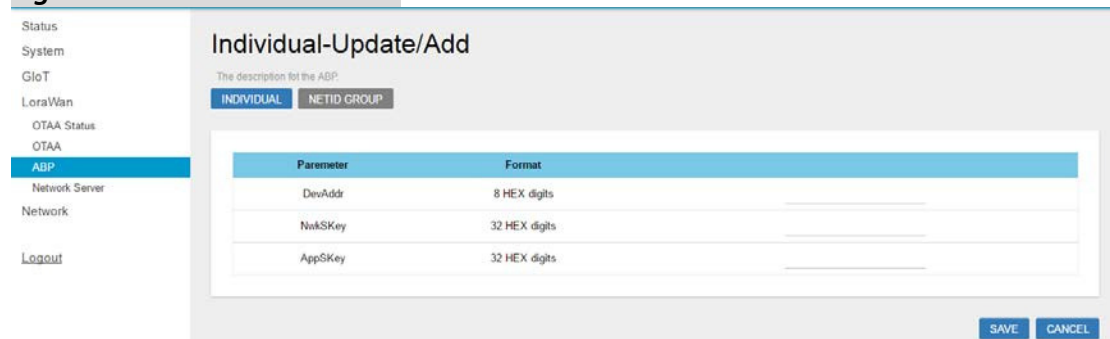 Status
System
GIoT
LoraWan
OTAA Status
OTAA
ABP
Network Server
Network
Logout
Individual-Update/Add
The description fot the ABP.
INDIVIDUAL NETID GROUP
Paremeter Format
DevAddr 8 HEX digits
NwkSKey 32 HEX digits
AppSKey 32 HEX digits
SAVE CANCEL